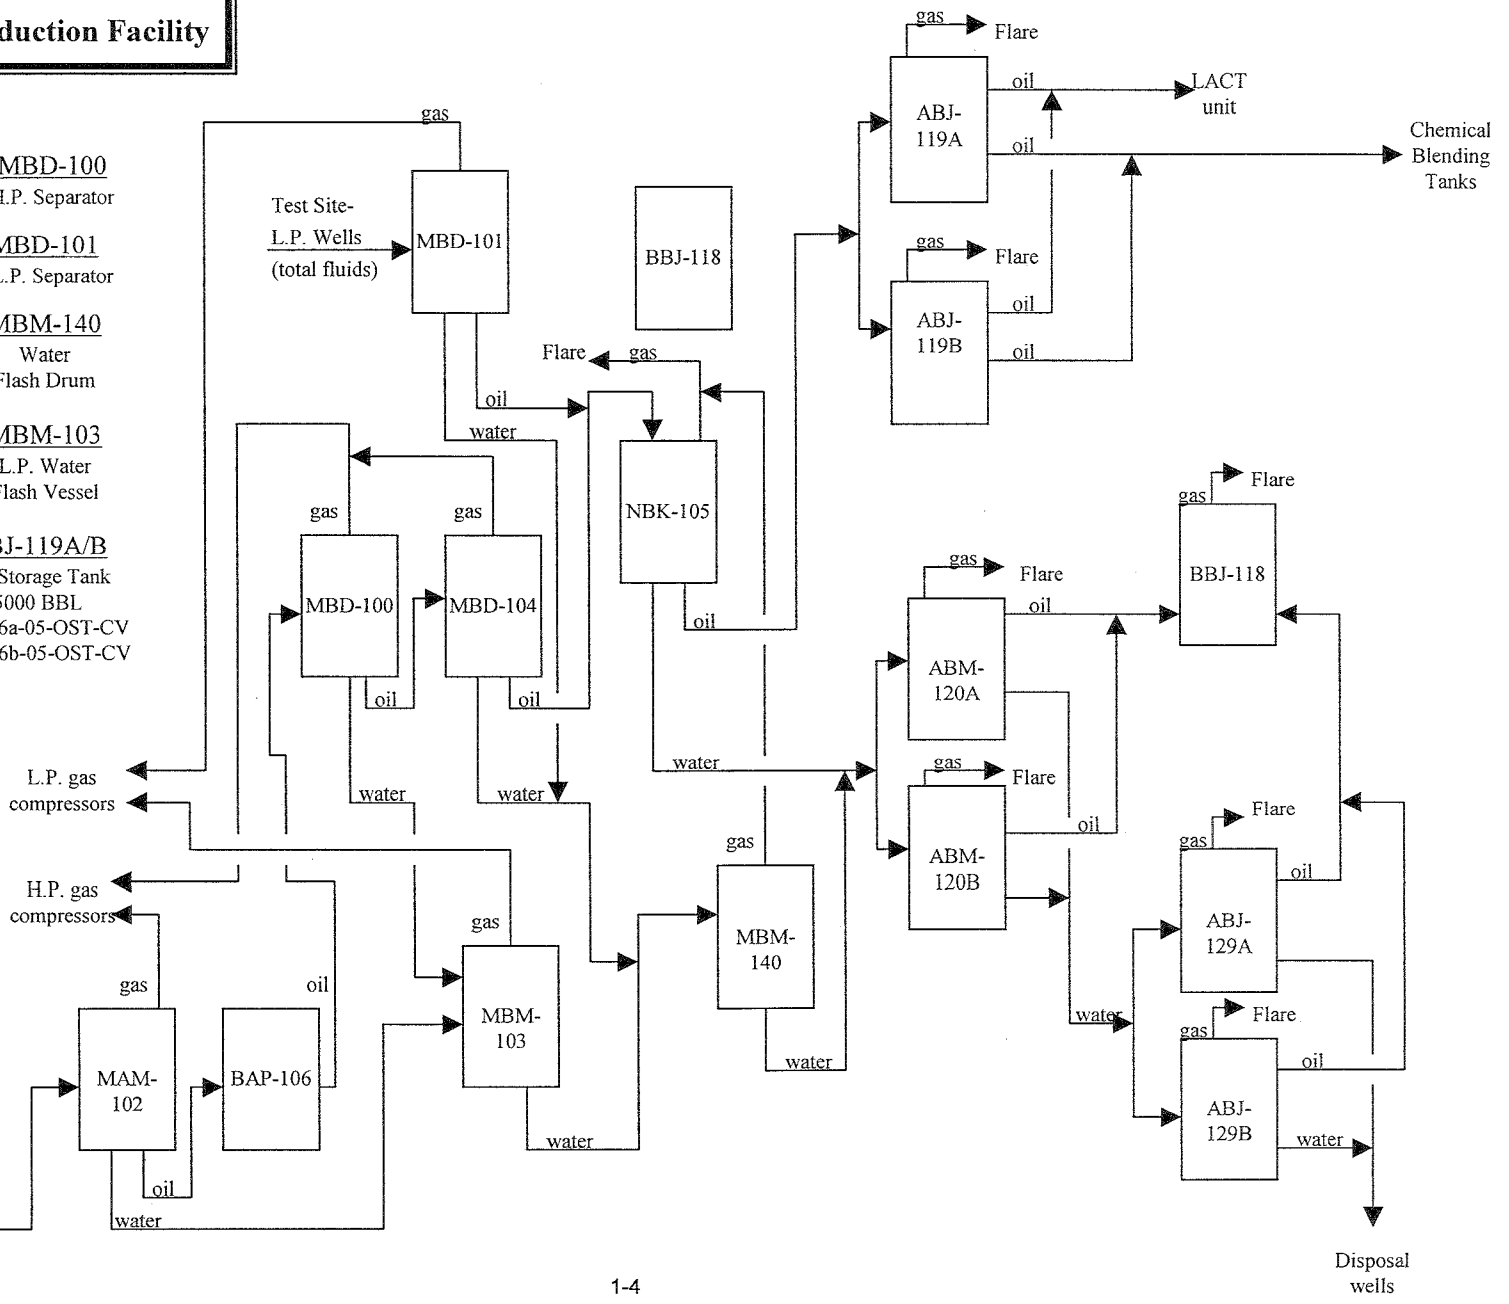 duction Facility
MBD-100
H.P. Separator
MBD-101
L.P. Separator
MBM-140
Water
Flash Drum
MBM-103
L.P. Water
Flash Vessel
BJ-119A/B
Storage Tank
5000 BBL
6a-05-OST-CV
6b-05-OST-CV
gas
Test Site-
L.P. Wells
(total fluids)
MBD-101
oil
water
BBJ-118
Flare
gas
NBK-105
oil
water
gas
Flare
ABJ-
119A
oil
LACT
unit
oil
Chemical
Blending
Tanks
gas
Flare
ABJ-
119B
oil
oil
gas
MBD-100
oil
water
gas
MBD-104
oil
water
L.P. gas
compressors
H.P. gas
compressors
gas
MAM-
102
oil
water
BAP-106
oil
gas
MBM-
103
water
gas
MBM-
140
water
gas
Flare
ABM-
120A
oil
gas
Flare
ABM-
120B
oil
water
gas
Flare
BBJ-118
gas
Flare
ABJ-
129A
oil
gas
Flare
ABJ-
129B
oil
water
Disposal
wells
1-4